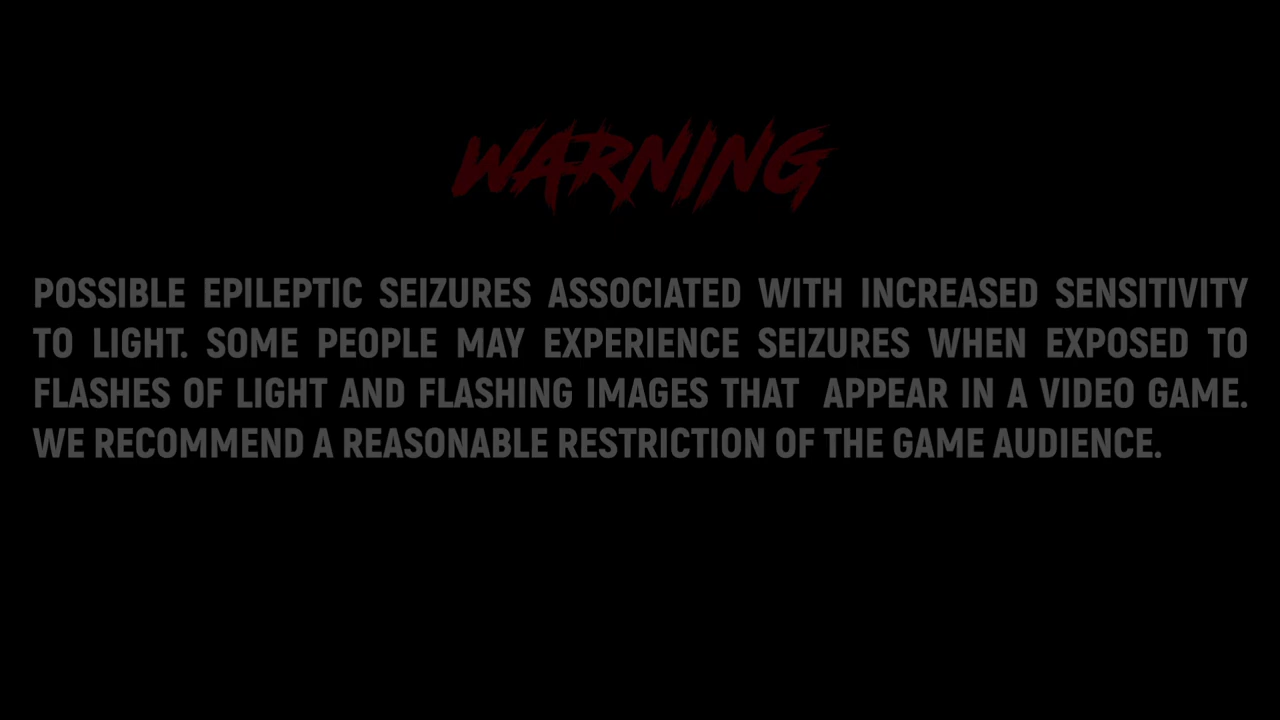 WARNING
POSSIBLE EPILEPTIC SEIZURES ASSOCIATED WITH INCREASED SENSITIVITY
TO LIGHT. SOME PEOPLE MAY EXPERIENCE SEIZURES WHEN EXPOSED TO
FLASHES OF LIGHT AND FLASHING IMAGES THAT APPEAR IN A VIDEO GAME.
WE RECOMMEND A REASONABLE RESTRICTION OF THE GAME AUDIENCE.